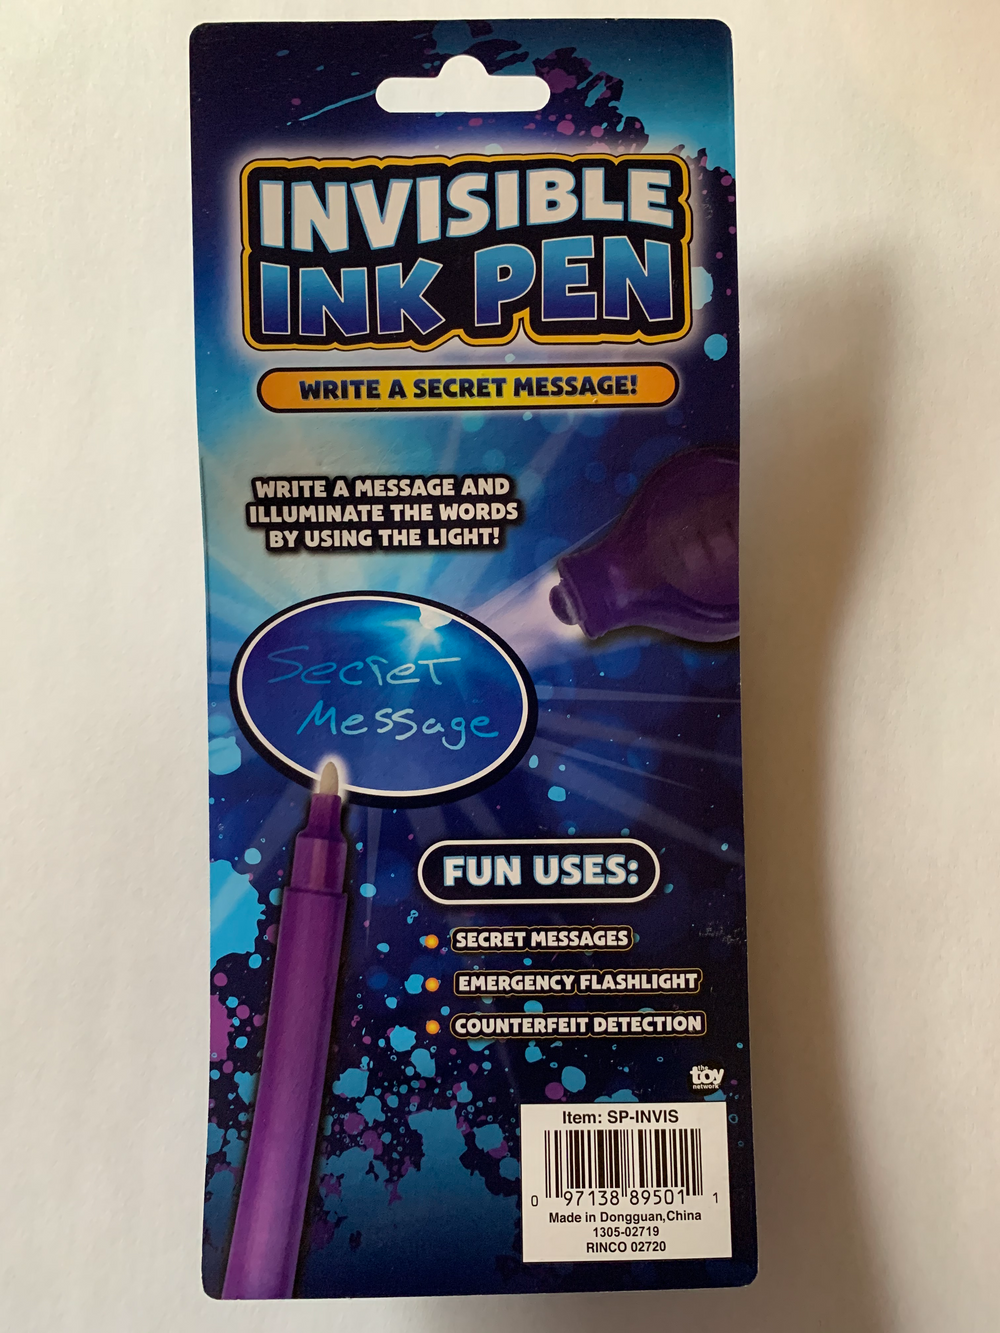 INVISIBLE
INK PEN
WRITE A SECRET MESSAGE!
WRITE A MESSAGE AND
ILLUMINATE THE WORDS
BY USING THE LIGHT!
Secret
Message
FUN USES:
SECRET MESSAGES
EMERGENCY FLASHLIGHT
COUNTERFEIT DETECTION
the
toy
network
Item: SP-INVIS
0 97138 89501 1
Made in Dongguan,China
1305-02719
RINCO 02720